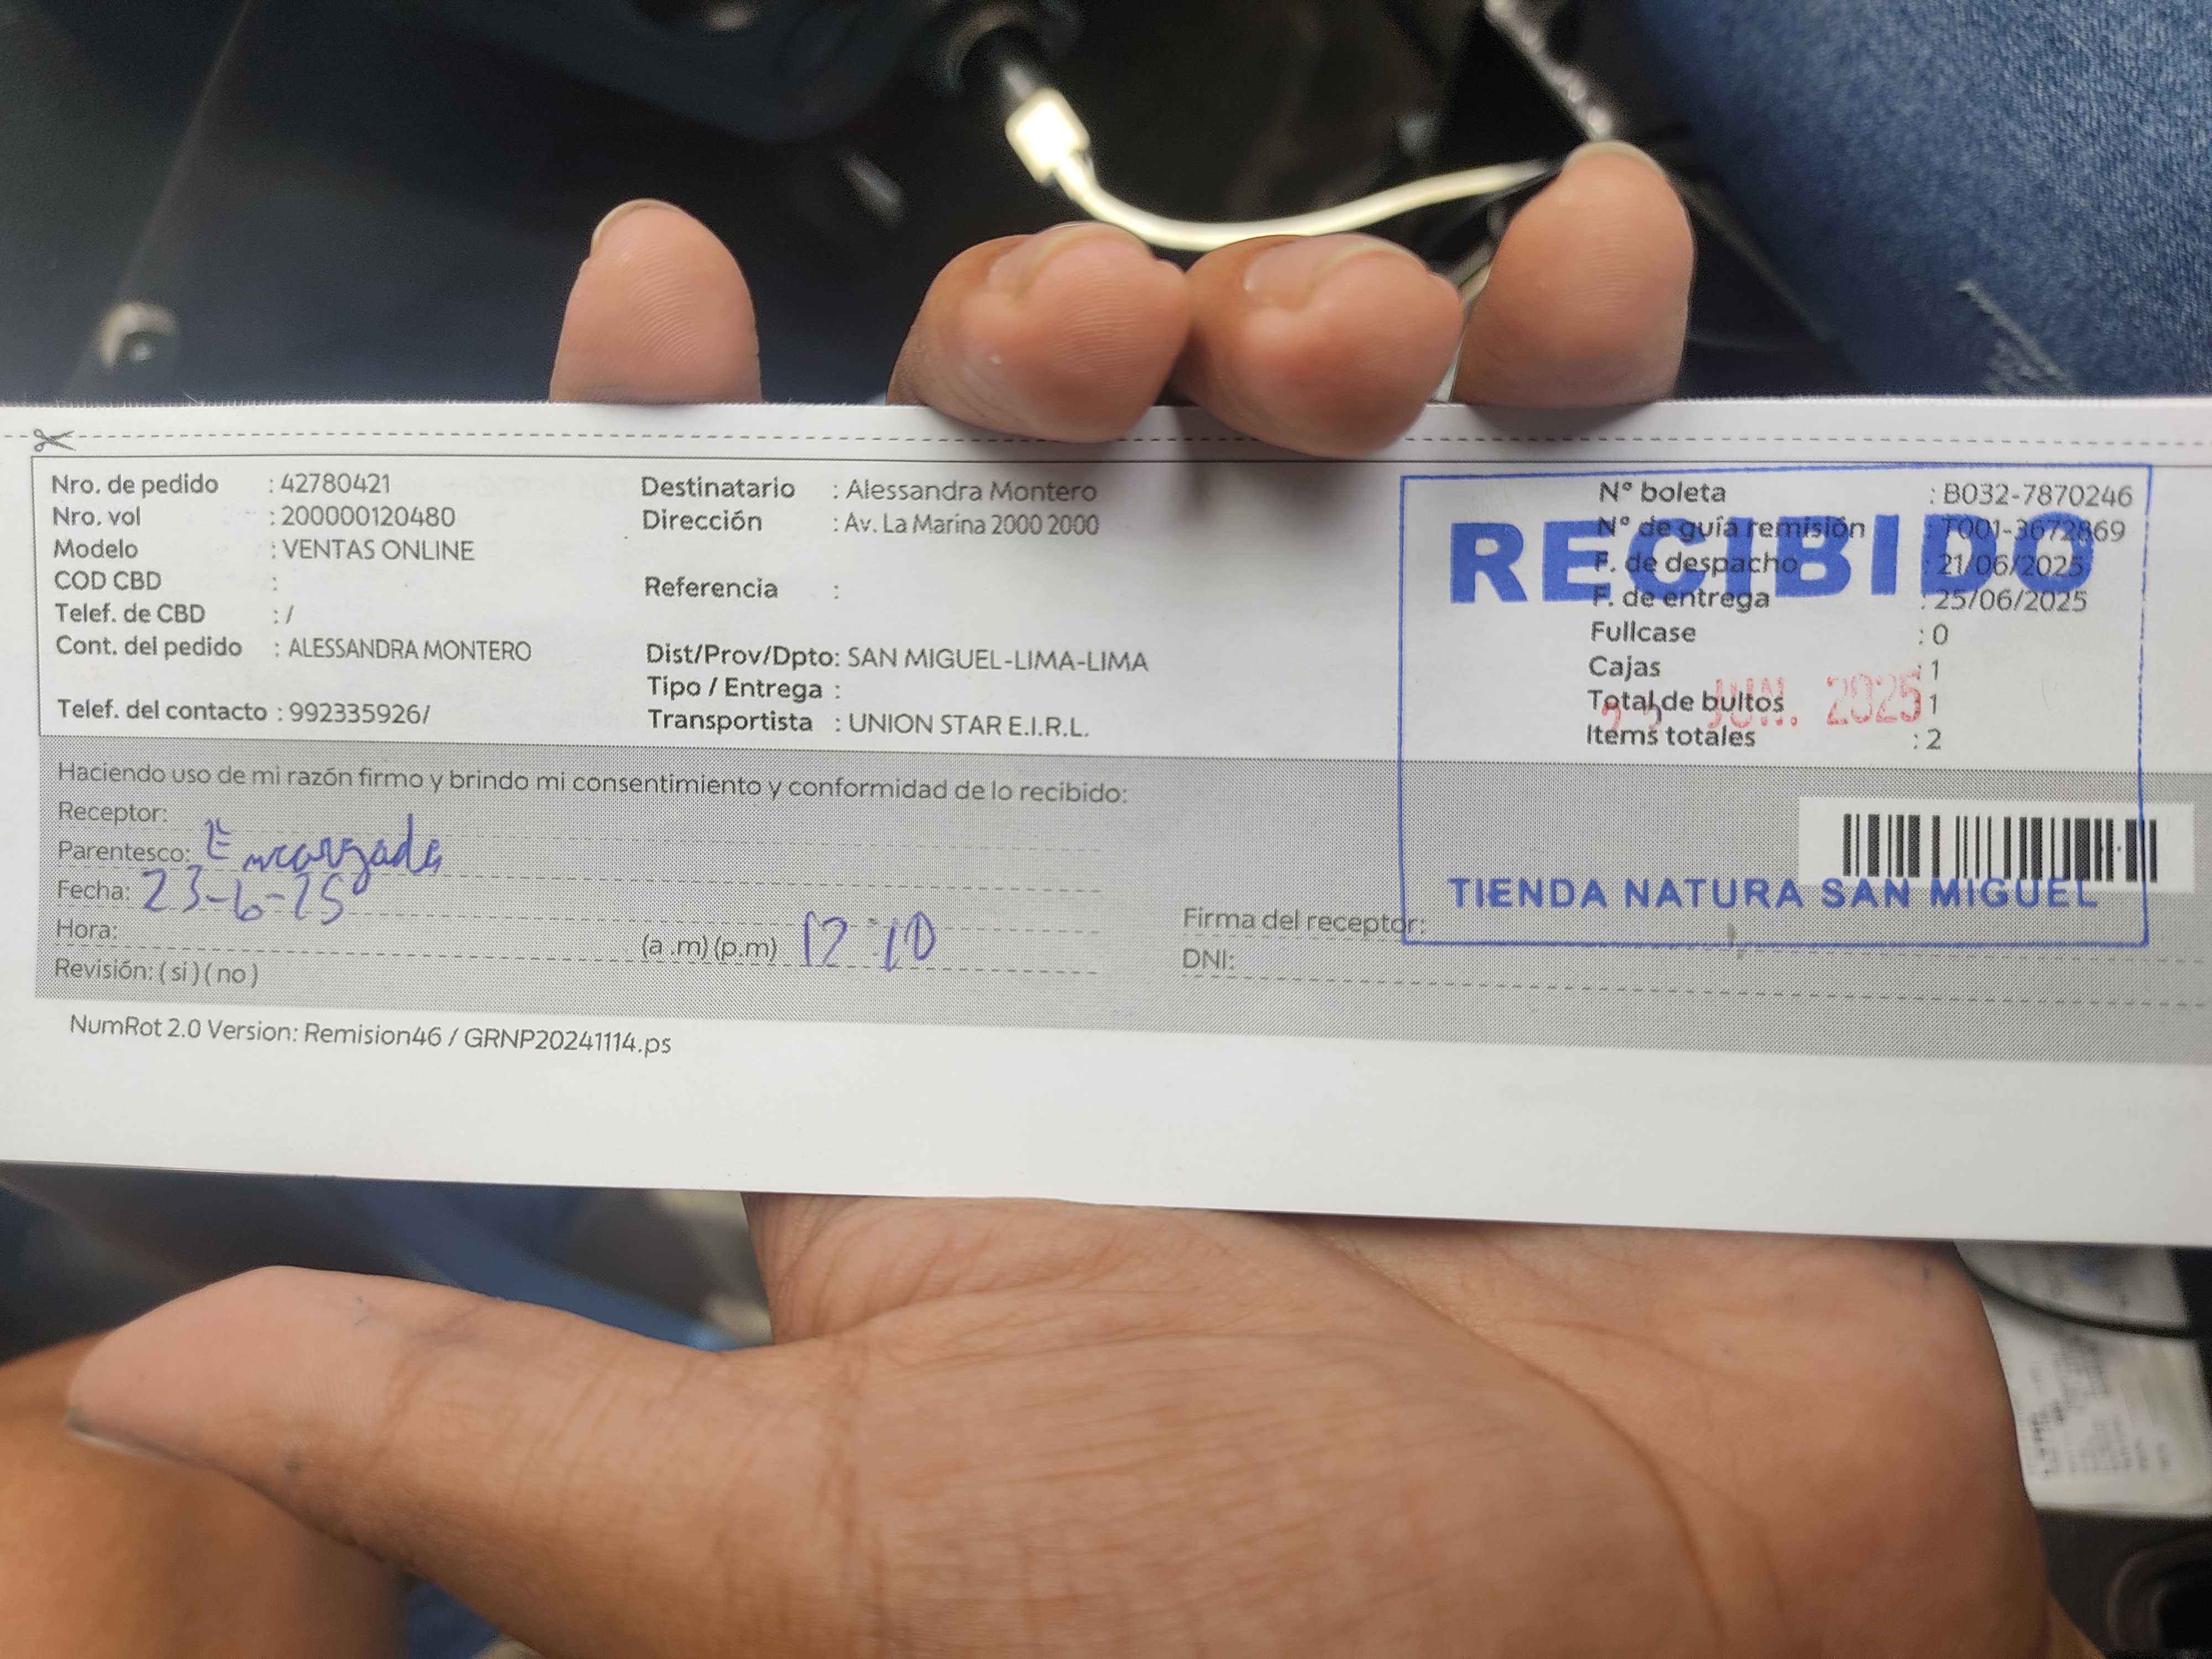 Nro. de pedido : 42780421
Nro. vol : 200000120480
Modelo : VENTAS ONLINE
COD CBD :
Telef. de CBD : /
Cont. del pedido : ALESSANDRA MONTERO
Telef. del contacto : 992335926/
Destinatario : Alessandra Montero
Dirección : Av. La Marina 2000 2000
Referencia :
Dist/Prov/Dpto: SAN MIGUEL-LIMA-LIMA
Tipo / Entrega :
Transportista : UNION STAR E.I.R.L.
N° boleta : B032-7870246
N° de guía remisión : T001-3672869
F. de despacho : 21/06/2025
F. de entrega : 25/06/2025
Fullcase : 0
Cajas : 1
Total de bultos : 1
Items totales : 2
RECIBIDO
JUN. 2025
TIENDA NATURA SAN MIGUEL
Haciendo uso de mi razón firmo y brindo mi consentimiento y conformidad de lo recibido:
Receptor:
Parentesco: Encargada
Fecha: 23-6-25
Hora: (a .m) (p.m) 12:10
Revisión: ( si ) ( no )
Firma del receptor:
DNI:
NumRot 2.0 Version: Remision46 / GRNP20241114.ps